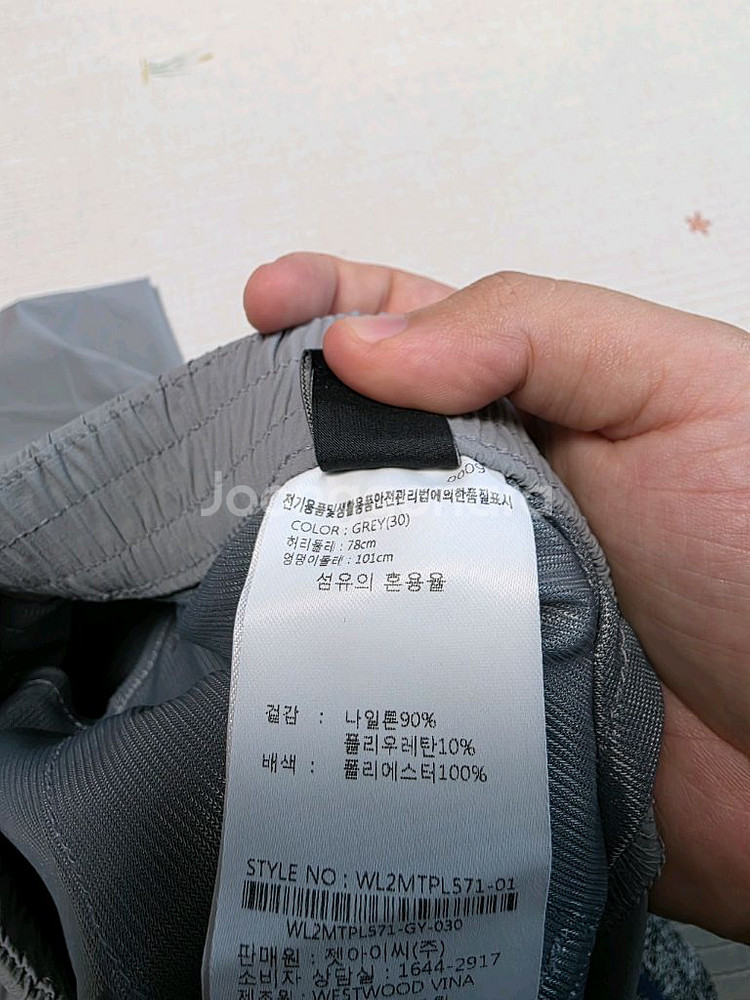 전기용품및생활용품안전관리법에의한품질표시
COLOR : GREY(30)
허리둘레 : 78cm
엉덩이둘레 : 101cm
섬유의 혼용율
겉감 : 나일론90%
폴리우레탄10%
배색 : 폴리에스터100%
STYLE NO : WL2MTPL571-01
WL2MTPL571-GY-030
판매원 : 젯아이씨(주)
소비자 상담실 : 1644-2917
제조원 : WESTWOOD VINA